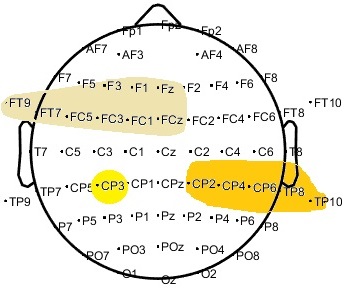 Fp1 Fpz Fp2
AF7 AF3 AF4 AF8
F7 F5 F3 F1 Fz F2 F4 F6 F8
FT9 FT7 FC5 FC3 FC1 FCz FC2 FC4 FC6 FT8 FT10
T7 C5 C3 C1 Cz C2 C4 C6 T8
TP9 TP7 CP5 CP3 CP1 CPz CP2 CP4 CP6 TP8 TP10
P7 P5 P3 P1 Pz P2 P4 P6 P8
PO7 PO3 POz PO4 PO8
O1 Oz O2